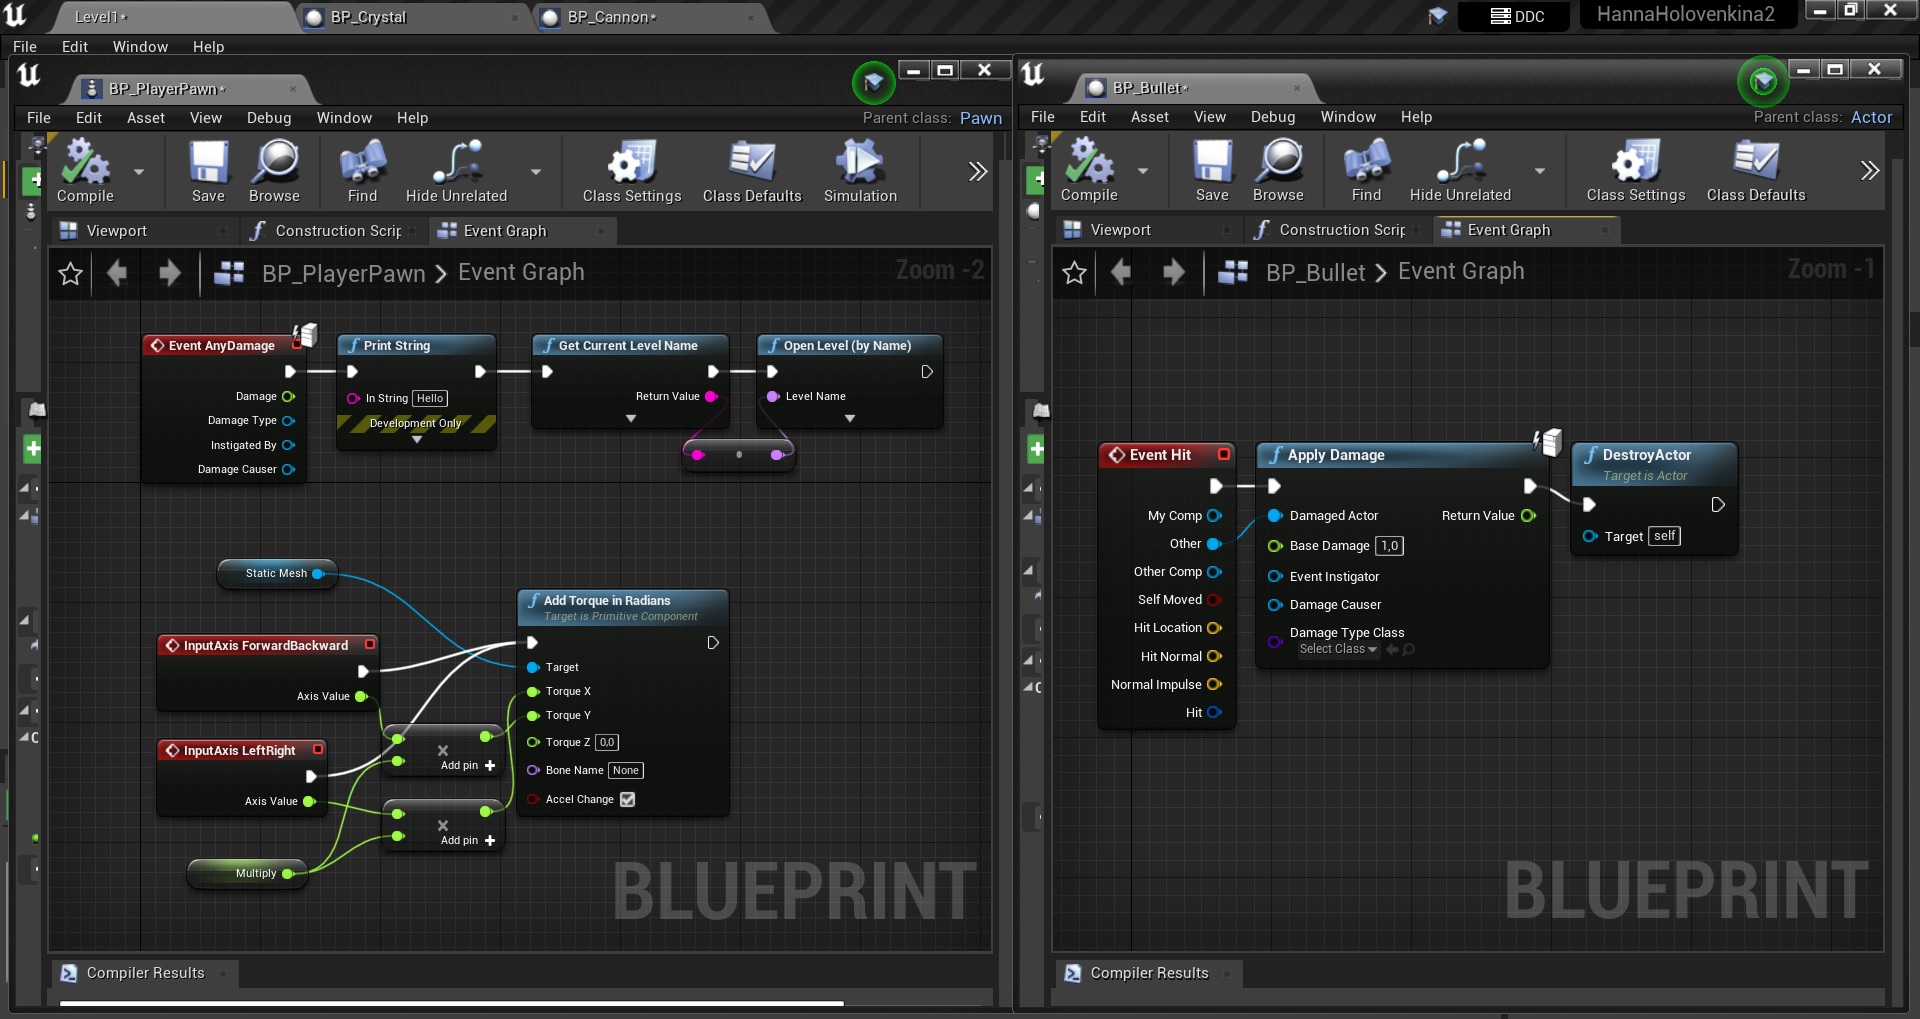 Level1*
BP_Crystal
BP_Cannon*
DDC
HannaHolovenkina2
File Edit Window Help
BP_PlayerPawn*
File Edit Asset View Debug Window Help
Parent class: Pawn
Compile
Save
Browse
Find
Hide Unrelated
Class Settings
Class Defaults
Simulation
Viewport
Construction Scrip
Event Graph
BP_PlayerPawn > Event Graph
Zoom -2
Event AnyDamage
Damage
Damage Type
Instigated By
Damage Causer
Print String
In String Hello
Development Only
Get Current Level Name
Return Value
Open Level (by Name)
Level Name
Static Mesh
InputAxis ForwardBackward
Axis Value
InputAxis LeftRight
Axis Value
Multiply
Add pin +
Add pin +
Add Torque in Radians
Target is Primitive Component
Target
Torque X
Torque Y
Torque Z 0,0
Bone Name None
Accel Change
BLUEPRINT
Compiler Results
BP_Bullet*
File Edit Asset View Debug Window Help
Parent class: Actor
Compile
Save
Browse
Find
Hide Unrelated
Class Settings
Class Defaults
Viewport
Construction Scrip
Event Graph
BP_Bullet > Event Graph
Zoom -1
Event Hit
My Comp
Other
Other Comp
Self Moved
Hit Location
Hit Normal
Normal Impulse
Hit
Apply Damage
Damaged Actor
Return Value
Base Damage 1,0
Event Instigator
Damage Causer
Damage Type Class
Select Class
DestroyActor
Target is Actor
Target self
BLUEPRINT
Compiler Results